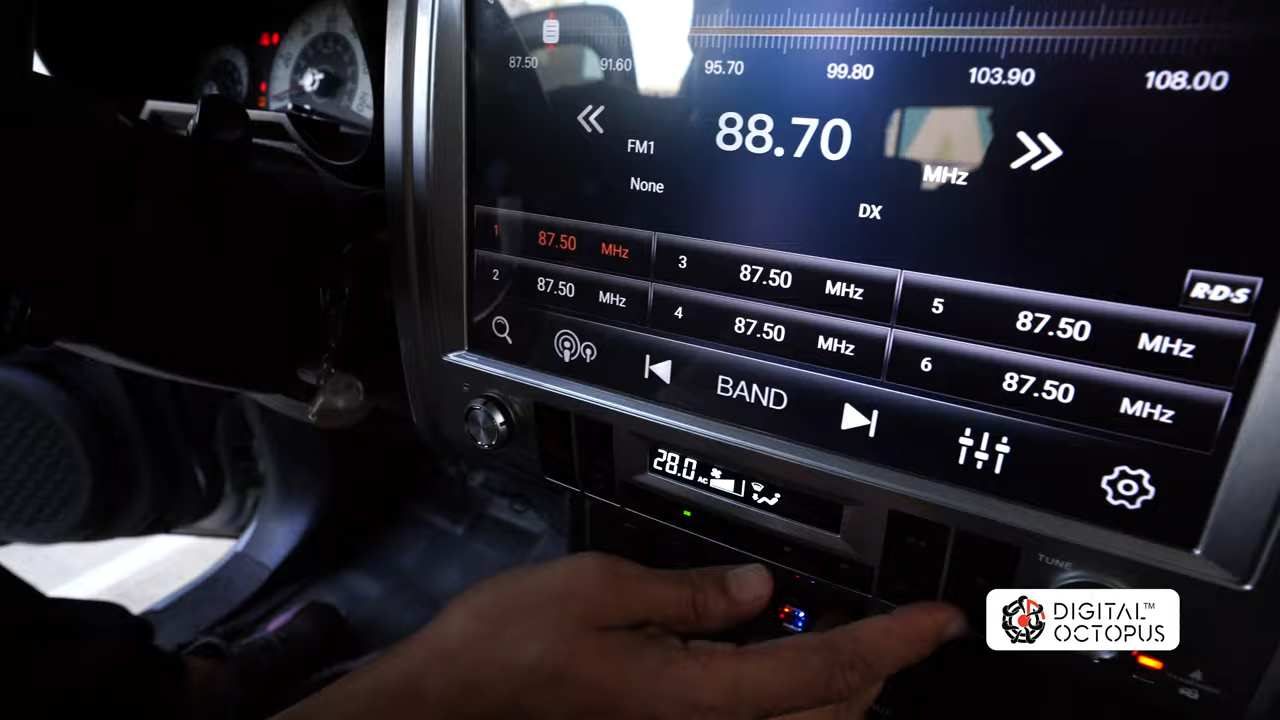 87.50 91.60 95.70 99.80 103.90 108.00
88.70
MHz
FM1
None
DX
R·D·S
1 87.50 MHz
3 87.50 MHz
5 87.50 MHz
2 87.50 MHz
4 87.50 MHz
6 87.50 MHz
BAND
28.0
AC
TUNE
DIGITAL™
OCTOPUS